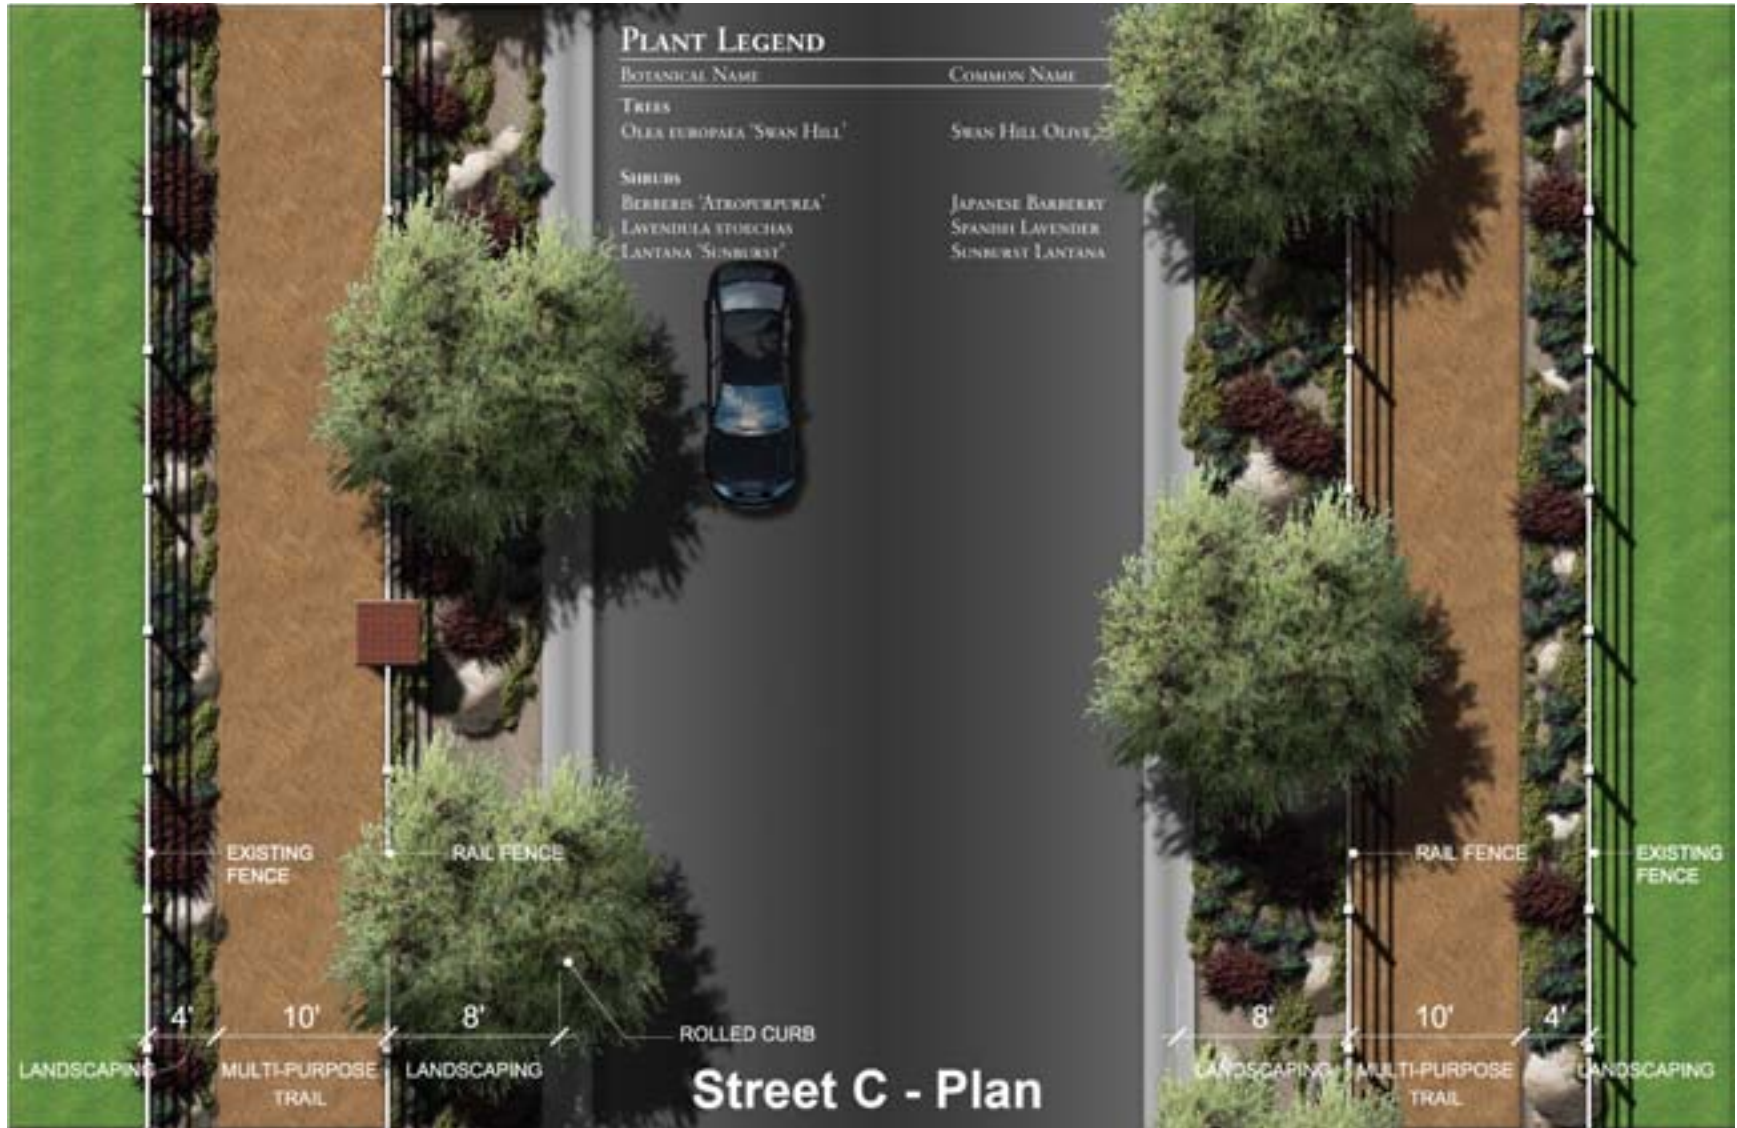 PLANT LEGEND
BOTANICAL NAME COMMON NAME
TREES
OLEA EUROPAEA 'SWAN HILL' SWAN HILL OLIVE
SHRUBS
BERBERIS 'ATROPURPUREA' JAPANESE BARBERRY
LAVENDULA STOECHAS SPANISH LAVENDER
LANTANA 'SUNBURST' SUNBURST LANTANA
EXISTING
FENCE
RAIL FENCE
RAIL FENCE
EXISTING
FENCE
4' 10' 8'
ROLLED CURB
8' 10' 4'
LANDSCAPING
MULTI-PURPOSE
TRAIL
LANDSCAPING
Street C - Plan
LANDSCAPING
MULTI-PURPOSE
TRAIL
LANDSCAPING